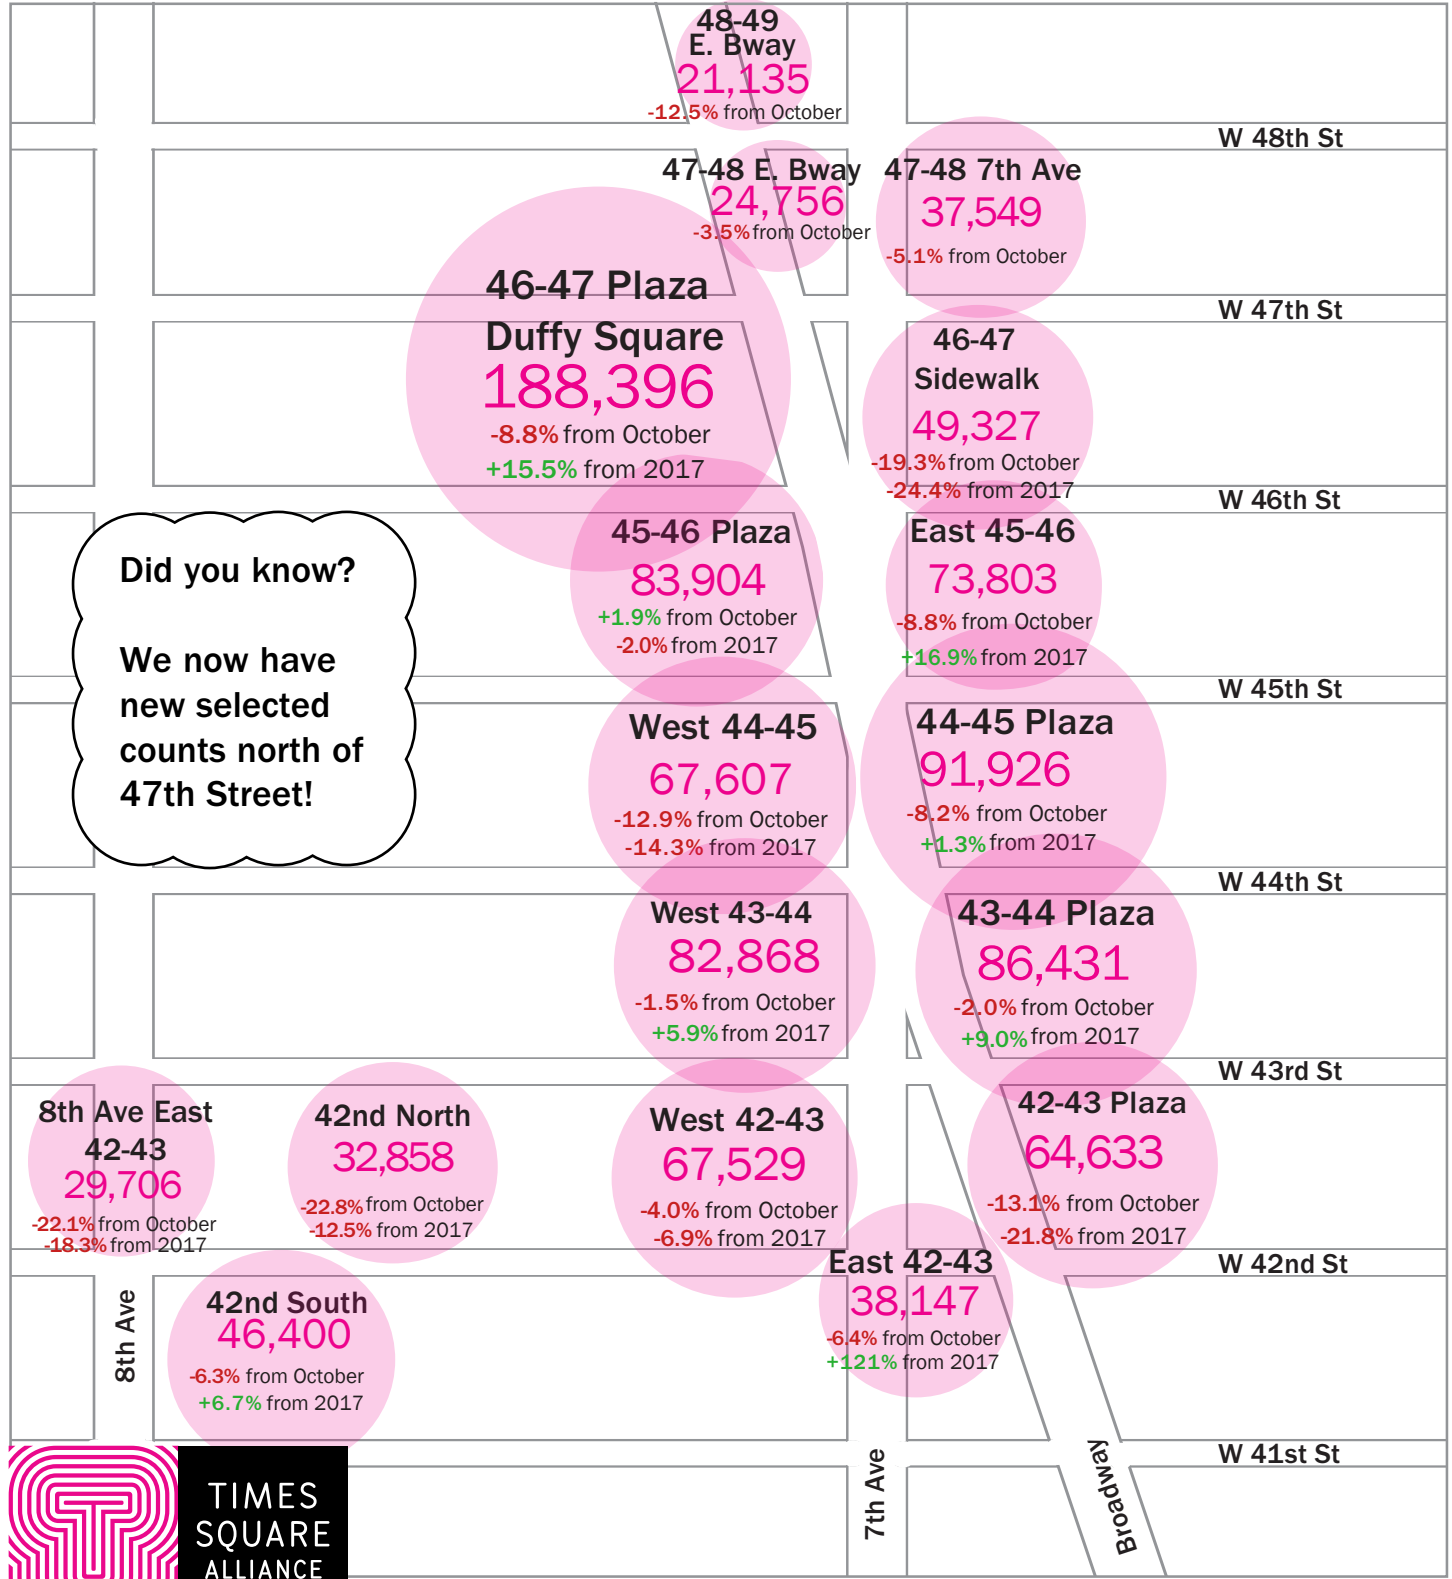 48-49
E. Bway
21,135
-12.5% from October
W 48th St
47-48 E. Bway
24,756
-3.5% from October
47-48 7th Ave
37,549
-5.1% from October
46-47 Plaza
Duffy Square
188,396
-8.8% from October
+15.5% from 2017
W 47th St
46-47
Sidewalk
49,327
-19.3% from October
-24.4% from 2017
W 46th St
Did you know?
We now have
new selected
counts north of
47th Street!
45-46 Plaza
83,904
+1.9% from October
-2.0% from 2017
East 45-46
73,803
-8.8% from October
+16.9% from 2017
W 45th St
West 44-45
67,607
-12.9% from October
-14.3% from 2017
44-45 Plaza
91,926
-8.2% from October
+1.3% from 2017
W 44th St
West 43-44
82,868
-1.5% from October
+5.9% from 2017
43-44 Plaza
86,431
-2.0% from October
+9.0% from 2017
W 43rd St
8th Ave East
42-43
29,706
-22.1% from October
-18.3% from 2017
42nd North
32,858
-22.8% from October
-12.5% from 2017
West 42-43
67,529
-4.0% from October
-6.9% from 2017
42-43 Plaza
64,633
-13.1% from October
-21.8% from 2017
W 42nd St
East 42-43
38,147
-6.4% from October
+121% from 2017
42nd South
46,400
-6.3% from October
+6.7% from 2017
8th Ave
7th Ave
Broadway
W 41st St
TIMES
SQUARE
ALLIANCE